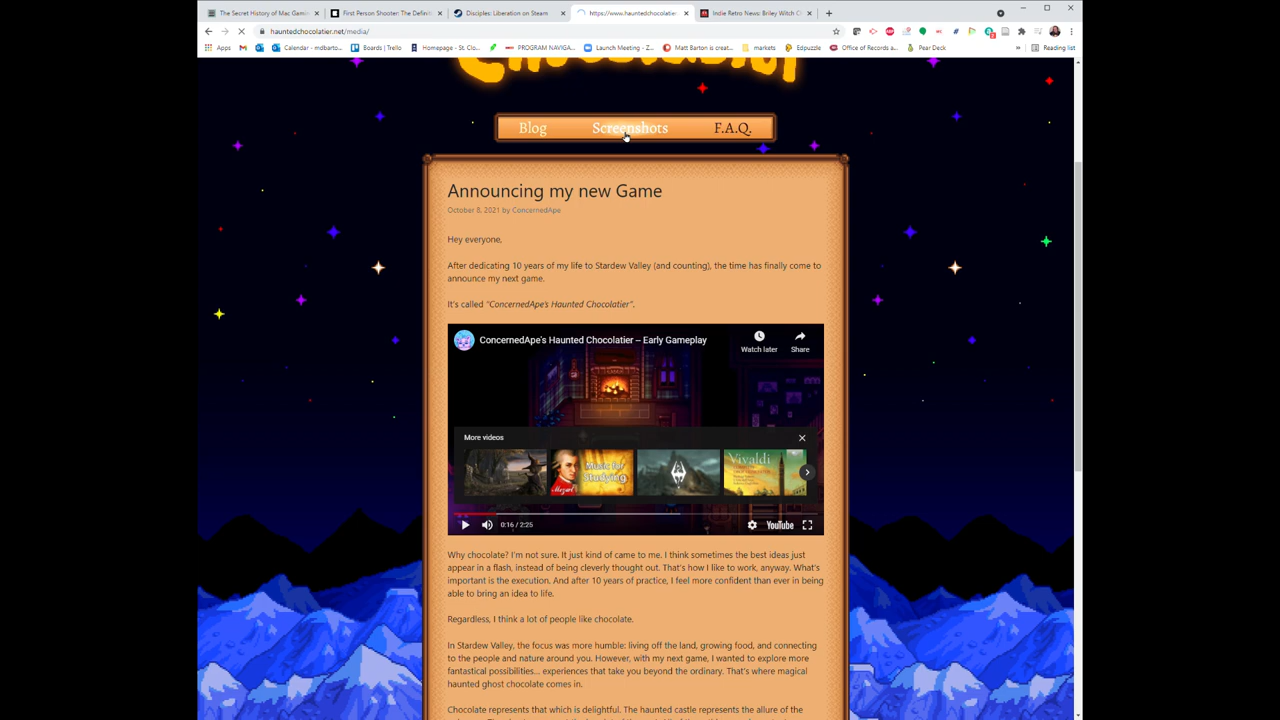 The Secret History of Mac Gamin
First Person Shooter: The Definiti
Disciples: Liberation on Steam
https://www.hauntedchocolatier
Indie Retro News: Briley Witch C
hauntedchocolatier.net/media/
Apps
Calendar - mdbarto...
Boards | Trello
Homepage - St. Clo...
PROGRAM NAVIGA...
Launch Meeting - Z...
Matt Barton is creat...
markets
Edpuzzle
Office of Records a...
Pear Deck
»
Reading list
Chocolatier
Blog
Screenshots
F.A.Q.
Announcing my new Game
October 8, 2021 by ConcernedApe
Hey everyone,
After dedicating 10 years of my life to Stardew Valley (and counting), the time has finally come to
announce my next game.
It's called "ConcernedApe's Haunted Chocolatier".
ConcernedApe's Haunted Chocolatier – Early Gameplay
Watch later
Share
More videos
Mozart
Music for
Studying
Vivaldi
0:16 / 2:25
YouTube
Why chocolate? I'm not sure. It just kind of came to me. I think sometimes the best ideas just
appear in a flash, instead of being cleverly thought out. That's how I like to work, anyway. What's
important is the execution. And after 10 years of practice, I feel more confident than ever in being
able to bring an idea to life.
Regardless, I think a lot of people like chocolate.
In Stardew Valley, the focus was more humble: living off the land, growing food, and connecting
to the people and nature around you. However, with my next game, I wanted to explore more
fantastical possibilities... experiences that take you beyond the ordinary. That's where magical
haunted ghost chocolate comes in.
Chocolate represents that which is delightful. The haunted castle represents the allure of the